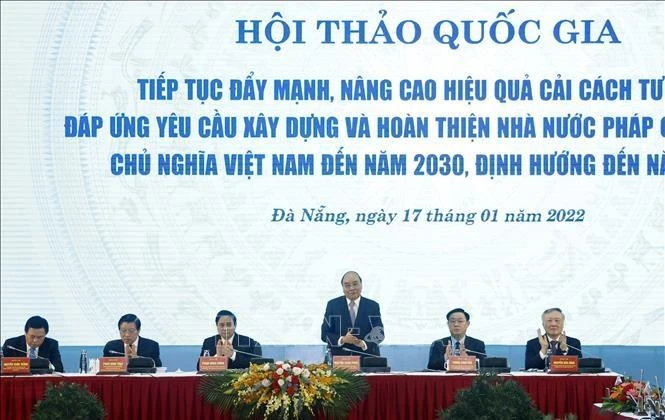 HỘI THẢO QUỐC GIA
TIẾP TỤC ĐẨY MẠNH, NÂNG CAO HIỆU QUẢ CẢI CÁCH TƯ
ĐÁP ỨNG YÊU CẦU XÂY DỰNG VÀ HOÀN THIỆN NHÀ NƯỚC PHÁP
CHỦ NGHĨA VIỆT NAM ĐẾN NĂM 2030, ĐỊNH HƯỚNG ĐẾN
Đà Nẵng, ngày 17 tháng 01 năm 2022